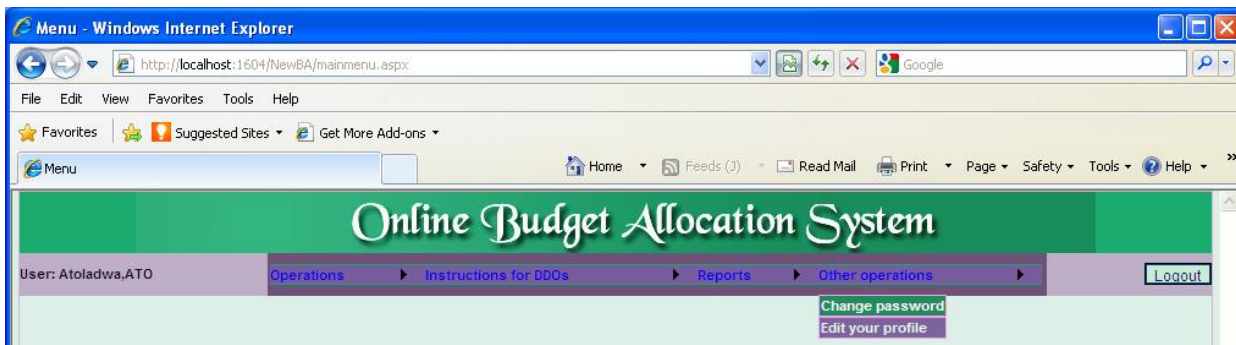 Menu - Windows Internet Explorer
http://localhost:1604/NewBA/mainmenu.aspx Google
File Edit View Favorites Tools Help
Favorites Suggested Sites Get More Add-ons
Menu Home Feeds (J) Read Mail Print Page Safety Tools Help »
Online Budget Allocation System
User: Atoladwa,ATO Operations Instructions for DDOs Reports Other operations Logout
Change password
Edit your profile